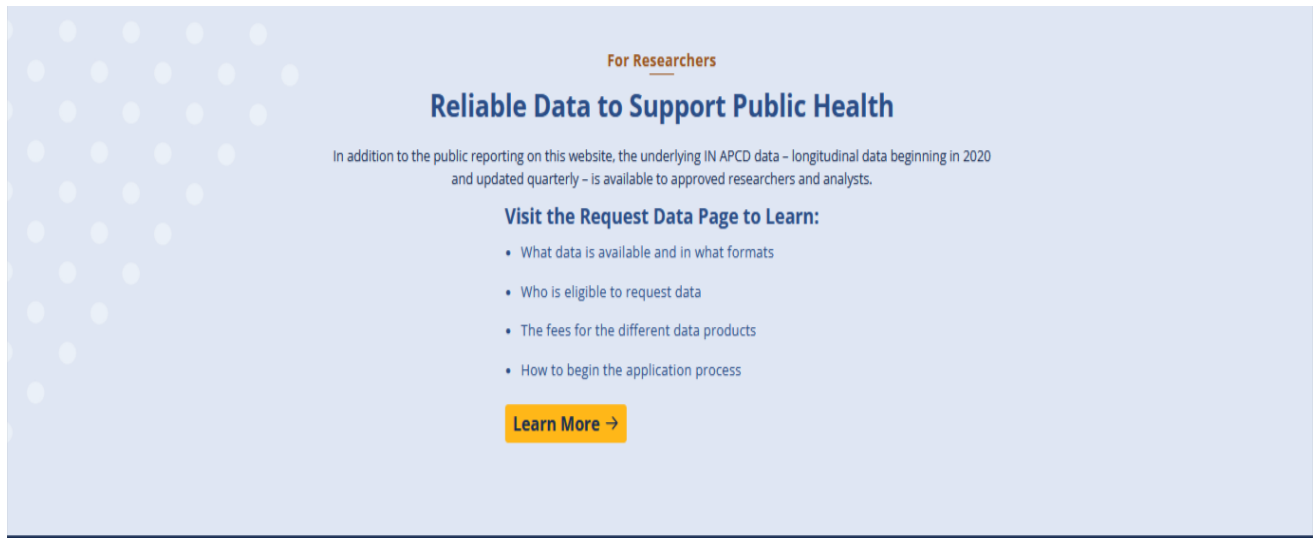 For Researchers
Reliable Data to Support Public Health
In addition to the public reporting on this website, the underlying IN APCD data – longitudinal data beginning in 2020
and updated quarterly – is available to approved researchers and analysts.
Visit the Request Data Page to Learn:
• What data is available and in what formats
• Who is eligible to request data
• The fees for the different data products
• How to begin the application process
Learn More →